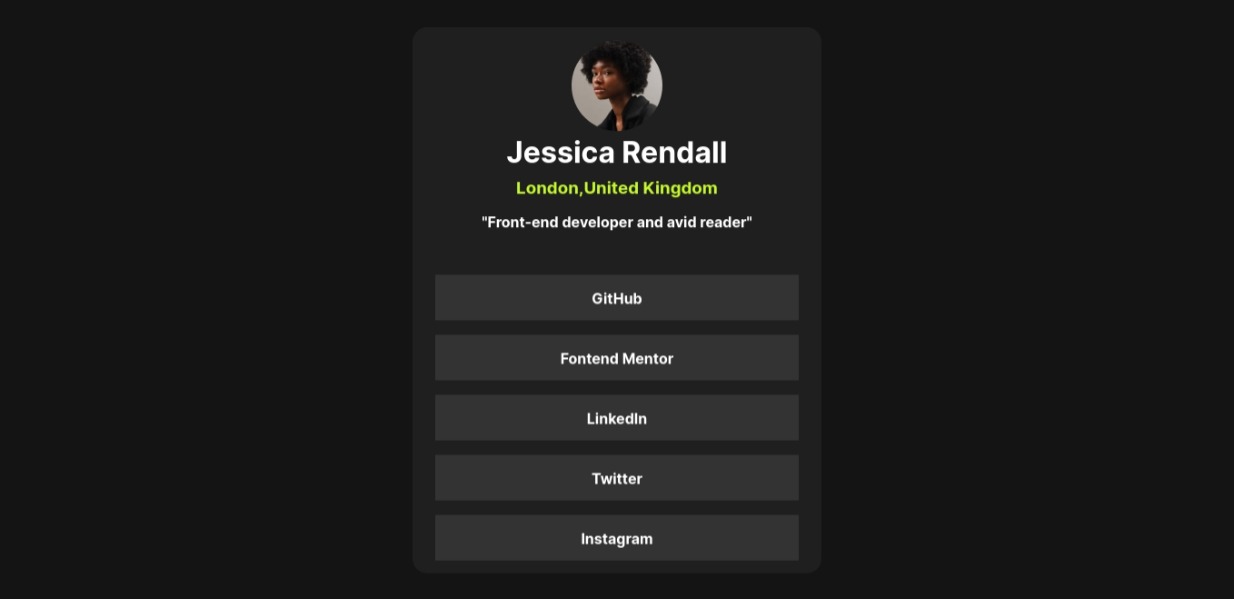 Jessica Rendall
London,United Kingdom
"Front-end developer and avid reader"
GitHub
Fontend Mentor
LinkedIn
Twitter
Instagram